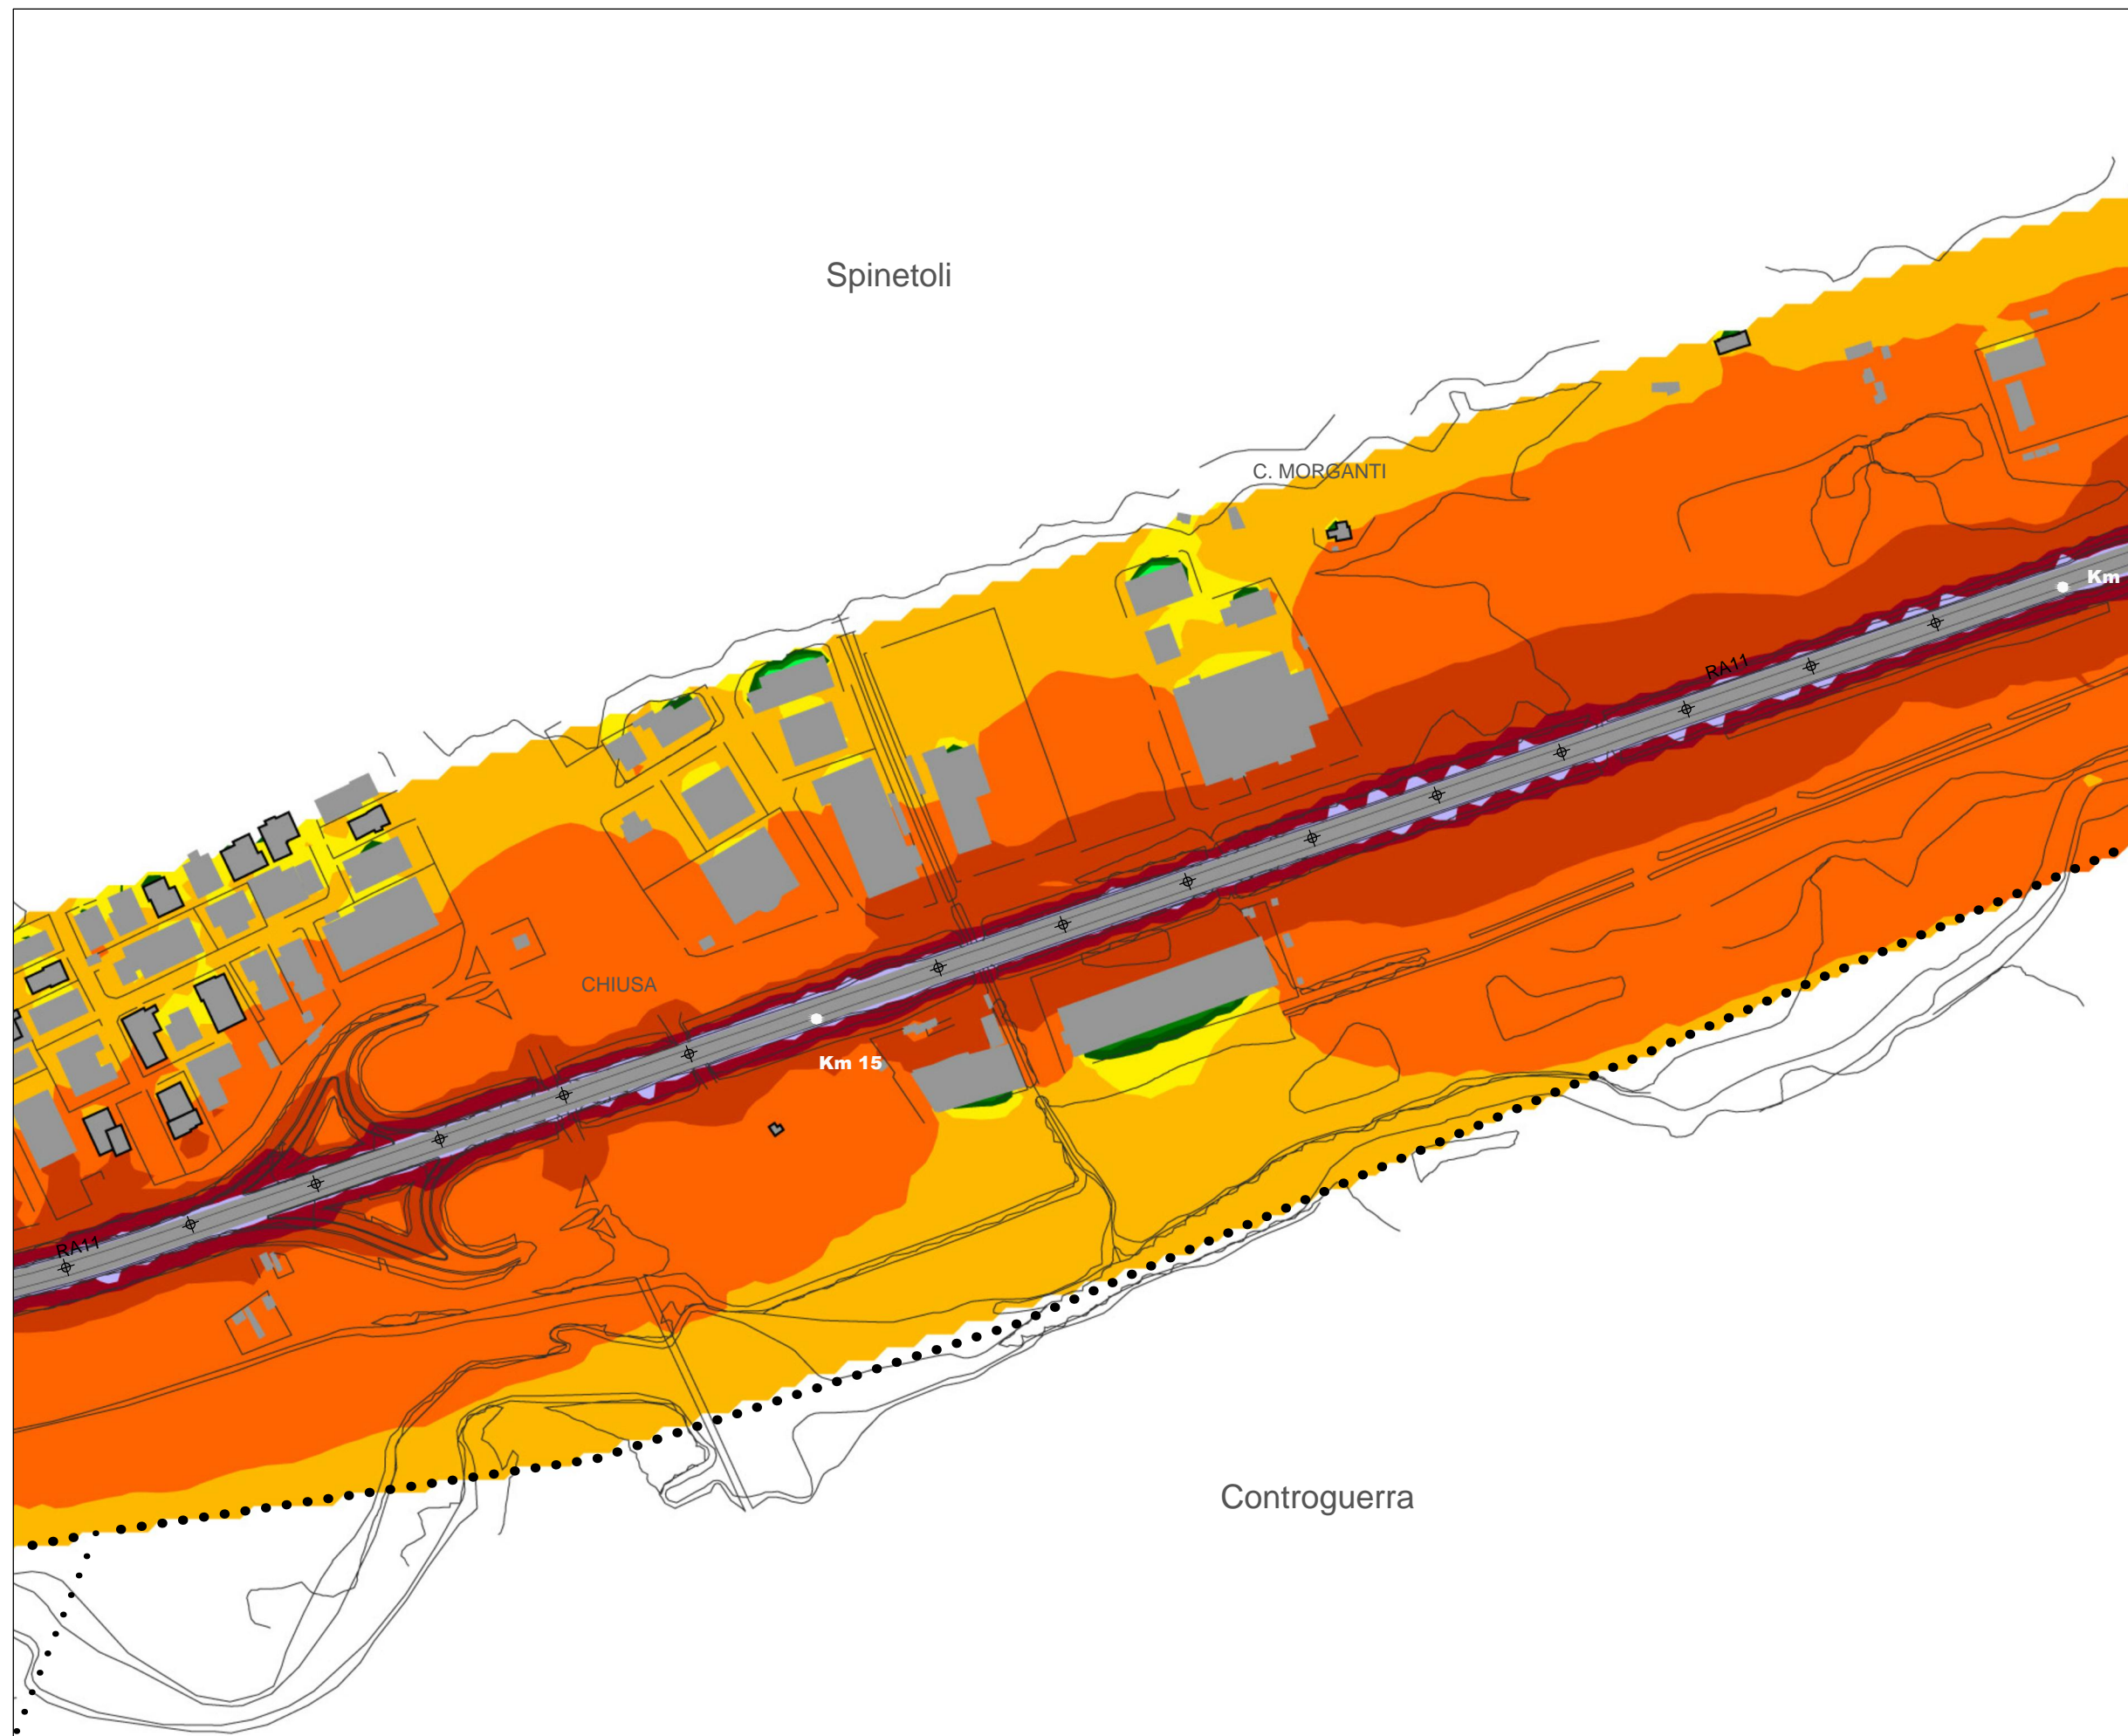 Spinetoli
C. MORGANTI
Km
RA11
CHIUSA
Km 15
RA11
Controguerra